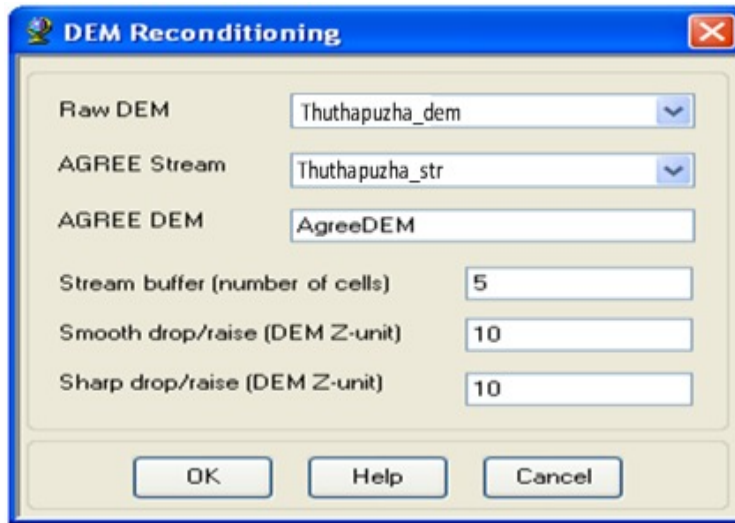 DEM Reconditioning
Raw DEM Thuthapuzha_dem
AGREE Stream Thuthapuzha_str
AGREE DEM AgreeDEM
Stream buffer (number of cells) 5
Smooth drop/raise (DEM Z-unit) 10
Sharp drop/raise (DEM Z-unit) 10
OK Help Cancel